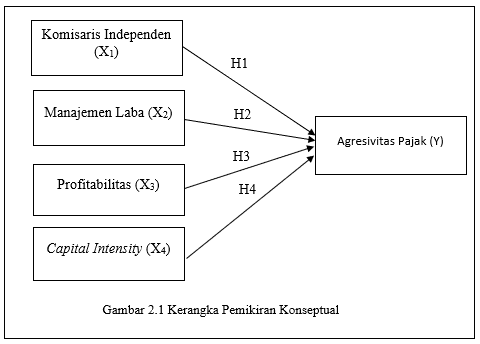 Komisaris Independen
(X₁)
H1
Manajemen Laba (X₂)
H2
Agresivitas Pajak (Y)
H3
Profitabilitas (X₃)
H4
Capital Intensity (X₄)
Gambar 2.1 Kerangka Pemikiran Konseptual